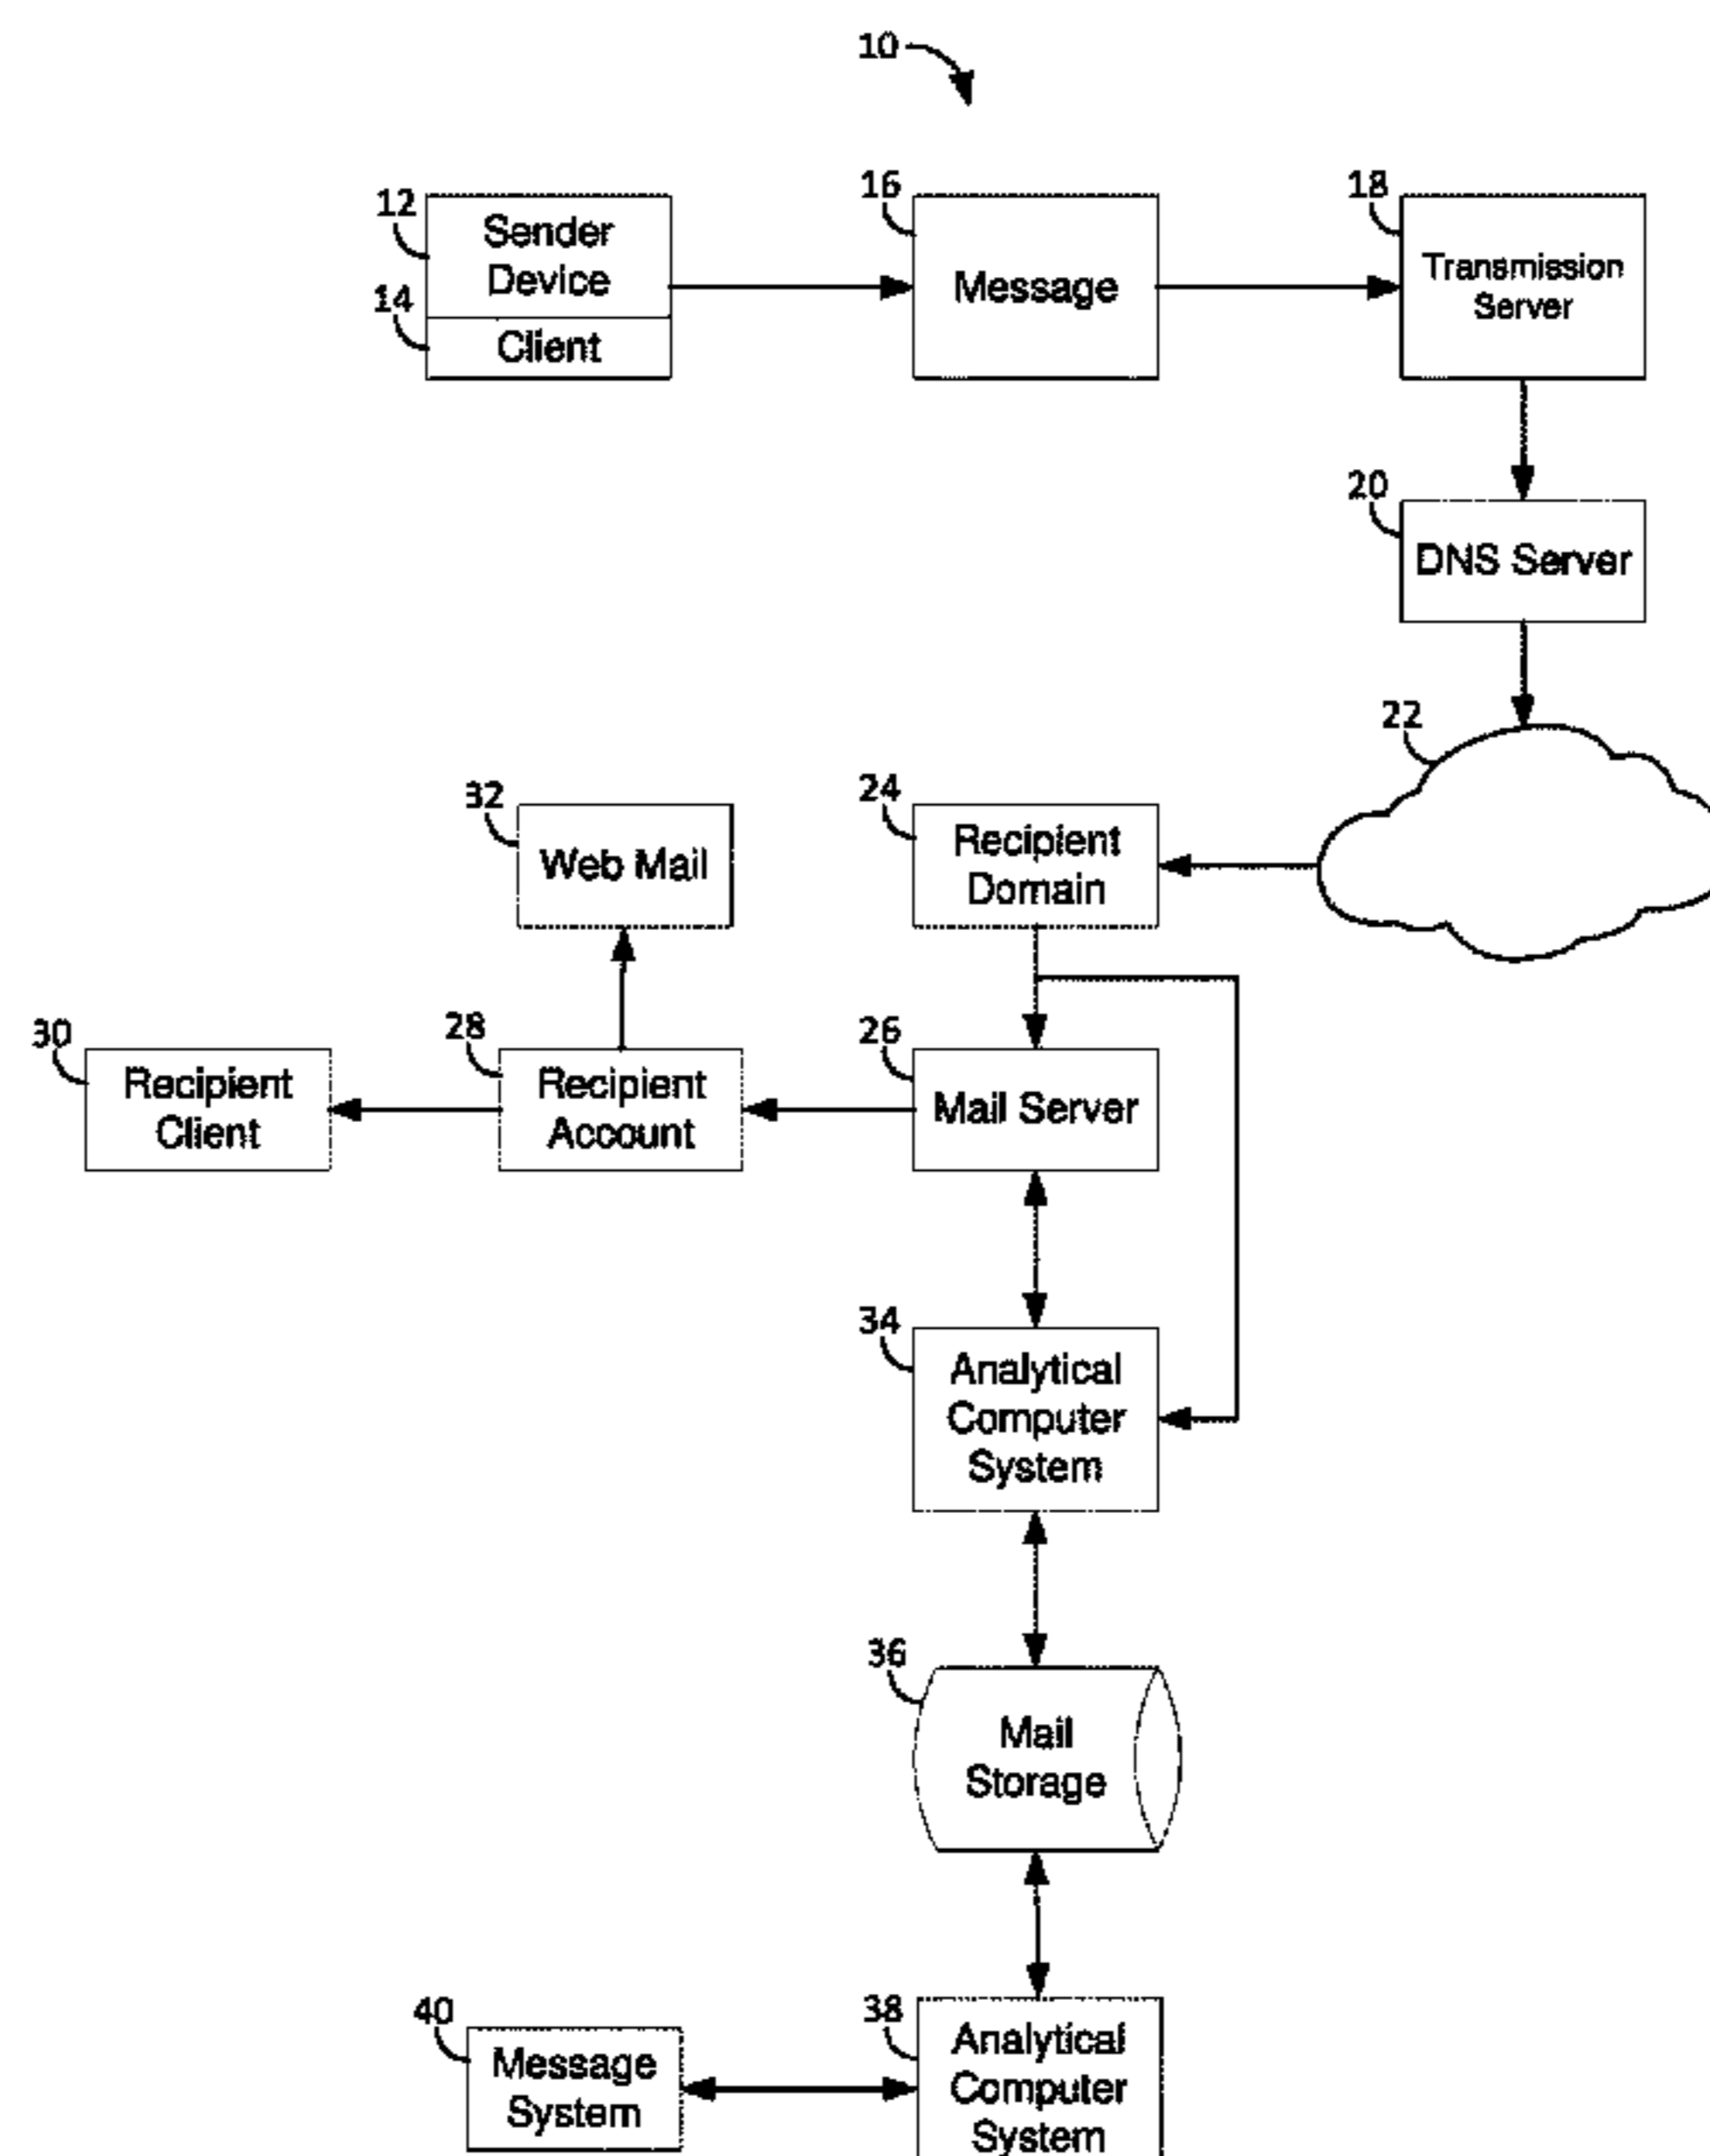 10
12
Sender
Device
14
Client
16
Message
18
Transmission
Server
20
DNS Server
22
24
Recipient
Domain
32
Web Mail
30
Recipient
Client
28
Recipient
Account
26
Mail Server
34
Analytical
Computer
System
36
Mail
Storage
40
Message
System
38
Analytical
Computer
System